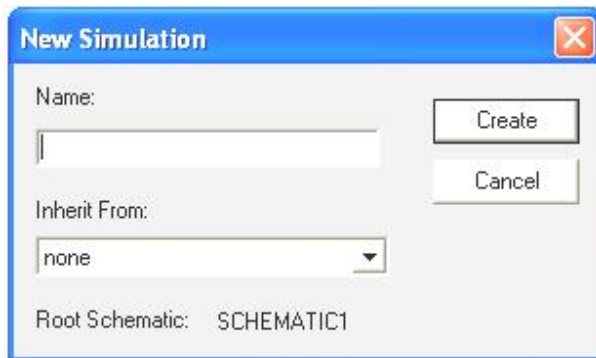 New Simulation
Name:
Create
Cancel
Inherit From:
none
Root Schematic: SCHEMATIC1